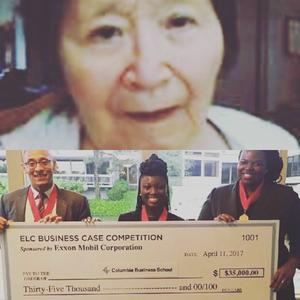 ELC BUSINESS CASE COMPETITION 1001
Sponsored by Exxon Mobil Corporation
DATE April 11, 2017
PAY TO THE
ORDER OF Columbia Business School $ $35,000.00
Thirty-Five Thousand and 00/100
DOLLARS